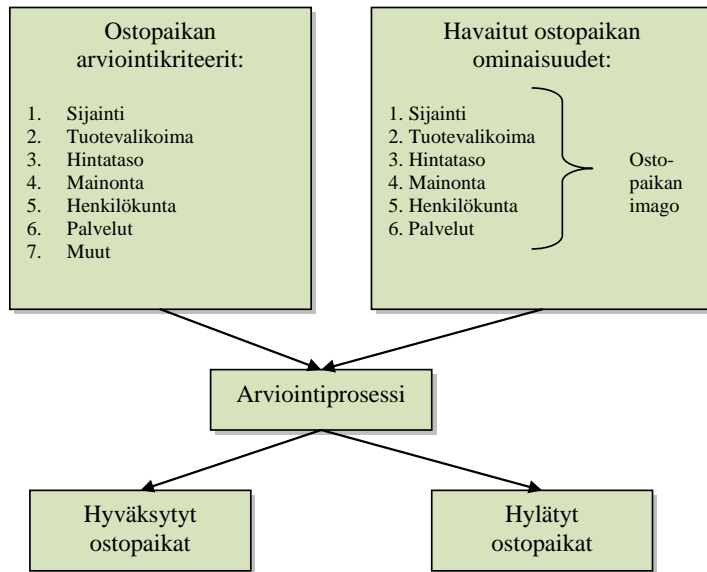 Ostopaikan
arviointikriteerit:
1. Sijainti
2. Tuotevalikoima
3. Hintataso
4. Mainonta
5. Henkilökunta
6. Palvelut
7. Muut
Havaitut ostopaikan
ominaisuudet:
1. Sijainti
2. Tuotevalikoima
3. Hintataso
4. Mainonta
5. Henkilökunta
6. Palvelut
Osto-
paikan
imago
Arviointiprosessi
Hyväksytyt
ostopaikat
Hylätyt
ostopaikat